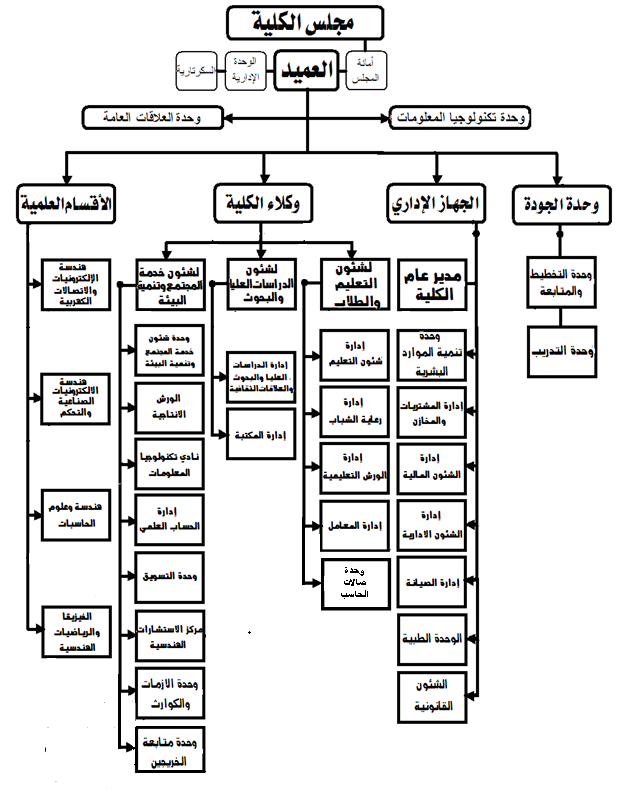 مجلس الكلية
أمانة
المجلس
العميد
الوحدة
الإدارية
السكرتارية
وحدة تكنولوجيا المعلومات
وحدة العلاقات العامة
وحدة الجودة
الجهاز الإداري
وكلاء الكلية
الأقسام العلمية
وحدة التخطيط
والمتابعة
وحدة التدريب
مدير عام
الكلية
وحدة
تنمية الموارد
البشرية
إدارة المشتريات
والمخازن
إدارة
الشئون المالية
إدارة
الشئون الادارية
إدارة الصيانة
الوحدة الطبية
الشئون
القانونية
لشئون
التعليم
والطلاب
إدارة
شئون التعليم
إدارة
رعاية الشباب
إدارة
الورش التعليمية
إدارة المعامل
وحدة
صالات
الحاسب
لشئون
الدراسات العليا
والبحوث
إدارة الدراسات
العليا والبحوث
والعلاقات الثقافية
إدارة المكتبة
لشئون خدمة
المجتمع وتنمية
البيئة
وحدة شئون
خدمة المجتمع
وتنمية البيئة
الورش
الانتاجية
نادي تكنولوجيا
المعلومات
إدارة
الحساب العلمي
وحدة التسويق
مركز الاستشارات
الهندسية
وحدة الازمات
والكوارث
وحدة متابعة
الخريجين
هندسة
الإلكترونيات
والاتصالات
الكهربية
هندسة
الالكترونيات
الصناعية
والتحكم
هندسة وعلوم
الحاسبات
الفيزيقا
والرياضيات
الهندسية